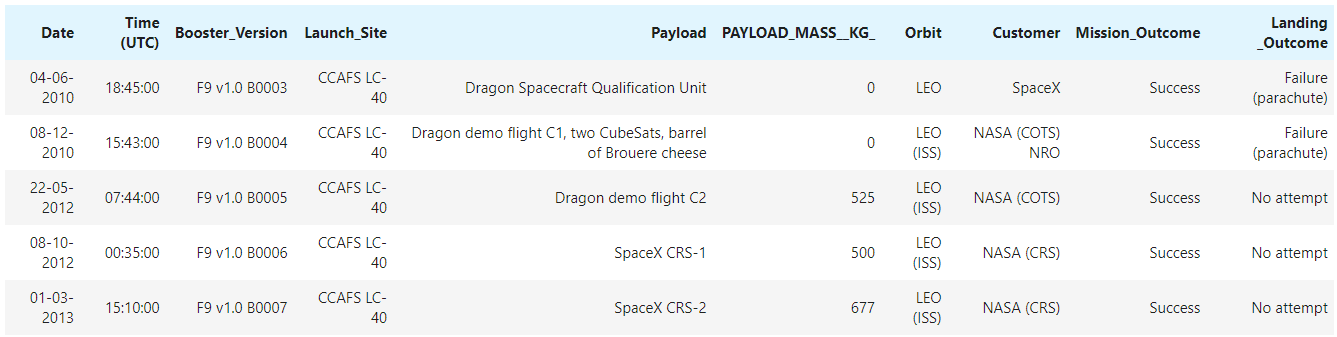 Date Time (UTC) Booster_Version Launch_Site Payload PAYLOAD_MASS__KG_ Orbit Customer Mission_Outcome Landing _Outcome
04-06-2010 18:45:00 F9 v1.0 B0003 CCAFS LC-40 Dragon Spacecraft Qualification Unit 0 LEO SpaceX Success Failure (parachute)
08-12-2010 15:43:00 F9 v1.0 B0004 CCAFS LC-40 Dragon demo flight C1, two CubeSats, barrel of Brouere cheese 0 LEO (ISS) NASA (COTS) NRO Success Failure (parachute)
22-05-2012 07:44:00 F9 v1.0 B0005 CCAFS LC-40 Dragon demo flight C2 525 LEO (ISS) NASA (COTS) Success No attempt
08-10-2012 00:35:00 F9 v1.0 B0006 CCAFS LC-40 SpaceX CRS-1 500 LEO (ISS) NASA (CRS) Success No attempt
01-03-2013 15:10:00 F9 v1.0 B0007 CCAFS LC-40 SpaceX CRS-2 677 LEO (ISS) NASA (CRS) Success No attempt